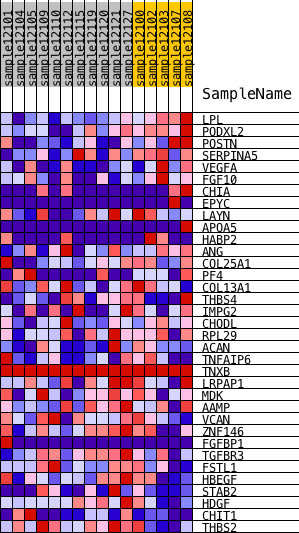 sample12101
sample12104
sample12105
sample12109
sample12110
sample12112
sample12115
sample12119
sample12120
sample12121
sample12122
sample12100
sample12102
sample12103
sample12107
sample12108
SampleName
LPL
PODXL2
POSTN
SERPINA5
VEGFA
FGF10
CHIA
EPYC
LAYN
APOA5
HABP2
ANG
COL25A1
PF4
COL13A1
THBS4
IMPG2
CHODL
RPL29
ACAN
TNFAIP6
TNXB
LRPAP1
MDK
AAMP
VCAN
ZNF146
FGFBP1
TGFBR3
FSTL1
HBEGF
STAB2
HDGF
CHIT1
THBS2